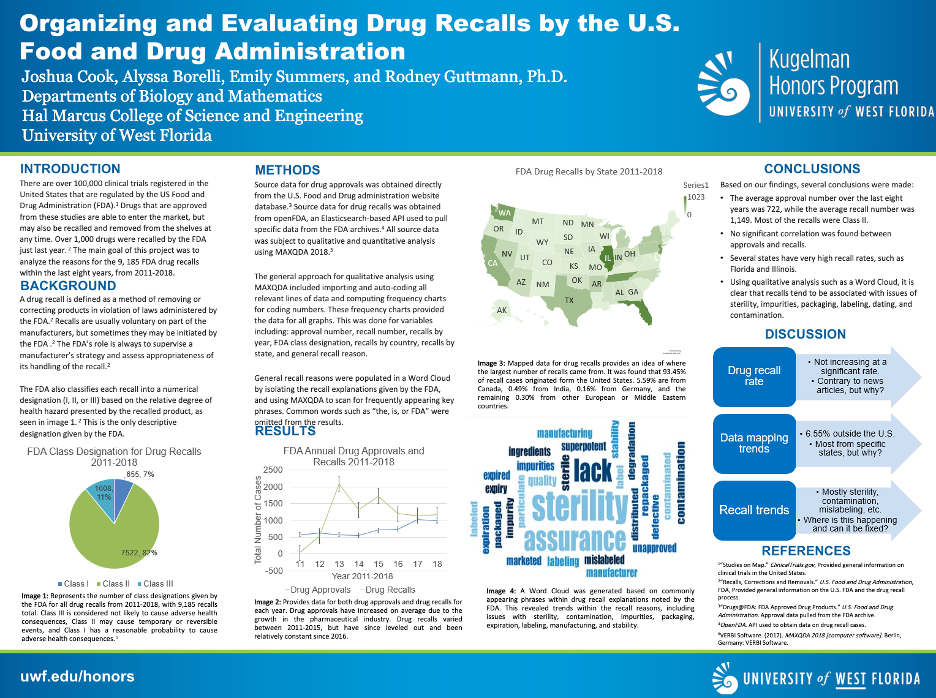 Organizing and Evaluating Drug Recalls by the U.S.
Food and Drug Administration
Joshua Cook, Alyssa Borelli, Emily Summers, and Rodney Guttmann, Ph.D.
Departments of Biology and Mathematics
Hal Marcus College of Science and Engineering
University of West Florida
Kugelman
Honors Program
UNIVERSITY of WEST FLORIDA
INTRODUCTION
There are over 100,000 clinical trials registered in the
United States that are regulated by the US Food and
Drug Administration (FDA).¹ Drugs that are approved
from these studies are able to enter the market, but
may also be recalled and removed from the shelves at
any time. Over 1,000 drugs were recalled by the FDA
just last year. ² The main goal of this project was to
analyze the reasons for the 9, 185 FDA drug recalls
within the last eight years, from 2011-2018.
BACKGROUND
A drug recall is defined as a method of removing or
correcting products in violation of laws administered by
the FDA.² Recalls are usually voluntary on part of the
manufacturers, but sometimes they may be initiated by
the FDA .² The FDA's role is always to supervise a
manufacturer's strategy and assess appropriateness of
its handling of the recall.²
The FDA also classifies each recall into a numerical
designation (I, II, or III) based on the relative degree of
health hazard presented by the recalled product, as
seen in image 1. ² This is the only descriptive
designation given by the FDA.
FDA Class Designation for Drug Recalls
2011-2018
655, 7%
1008,
11%
7522, 82%
Class I Class II Class III
Image 1: Represents the number of class designations given by
the FDA for all drug recalls from 2011-2018, with 9,185 recalls
total. Class III is considered not likely to cause adverse health
consequences, Class II may cause temporary or reversible
events, and Class I has a reasonable probability to cause
adverse health consequences.
METHODS
Source data for drug approvals was obtained directly
from the U.S. Food and Drug administration website
database.³ Source data for drug recalls was obtained
from openFDA, an Elasticsearch-based API used to pull
specific data from the FDA archives.⁴ All source data
was subject to qualitative and quantitative analysis
using MAXQDA 2018.⁵
The general approach for qualitative analysis using
MAXQDA included importing and auto-coding all
relevant lines of data and computing frequency charts
for coding numbers. These frequency charts provided
the data for all graphs. This was done for variables
including: approval number, recall number, recalls by
year, FDA class designation, recalls by country, recalls by
state, and general recall reason.
General recall reasons were populated in a Word Cloud
by isolating the recall explanations given by the FDA,
and using MAXQDA to scan for frequently appearing key
phrases. Common words such as "the, is, or FDA" were
omitted from the results.
RESULTS
FDA Annual Drug Approvals and
Recalls 2011-2018
Total Number of Cases
2500
2000
1500
1000
500
0
-500
11 12 13 14 15 16 17 18
Year 2011-2018
Drug Approvals Drug Recalls
Image 2: Provides data for both drug approvals and drug recalls for
each year. Drug approvals have increased on average due to the
growth in the pharmaceutical industry. Drug recalls varied
between 2011-2015, but have since leveled out and been
relatively constant since 2016.
FDA Drug Recalls by State 2011-2018
Series1
1023
0
WA
OR
ID
MT
ND
MN
SD
WI
WY
NV
UT
CA
CO
NE
IA
IL
IN
OH
KS
MO
AZ
NM
OK
AR
TX
AL
GA
AK
Image 3: Mapped data for drug recalls provides an idea of where
the largest number of recalls came from. It was found that 93.45%
of recall cases originated from the United States. 5.59% are from
Canada, 0.49% from India, 0.16% from Germany, and the
remaining 0.30% from other European or Middle Eastern
countries.
manufacturing
ingredients
superpotent
stability
degradation
impurities
sterile
lack
label
expired
quality
expiry
repackaged
contaminated
contamination
labeled
expiration
packaged
impurity
particulate
sterility
distributed
defective
assurance
unapproved
marketed labeling mislabeled
manufacturer
Image 4: A Word Cloud was generated based on commonly
appearing phrases within drug recall explanations noted by the
FDA. This revealed trends within the recall reasons, including
issues with sterility, contamination, impurities, packaging,
expiration, labeling, manufacturing, and stability.
CONCLUSIONS
Based on our findings, several conclusions were made:
• The average approval number over the last eight
years was 722, while the average recall number was
1,149. Most of the recalls were Class II.
• No significant correlation was found between
approvals and recalls.
• Several states have very high recall rates, such as
Florida and Illinois.
• Using qualitative analysis such as a Word Cloud, it is
clear that recalls tend to be associated with issues of
sterility, impurities, packaging, labeling, dating, and
contamination.
DISCUSSION
Drug recall
rate
• Not increasing at a
significant rate.
• Contrary to news
articles, but why?
Data mapping
trends
• 6.55% outside the U.S.
• Most from specific
states, but why?
Recall trends
• Mostly sterility,
contamination,
mislabeling, etc.
• Where is this happening
and can it be fixed?
REFERENCES
¹"Studies on Map." ClinicalTrials.gov, Provided general information on
clinical trials in the United States.
²"Recalls, Corrections and Removals." U.S. Food and Drug Administration,
FDA, Provided general information on the U.S. FDA and the drug recall
process.
³"Drugs@FDA: FDA Approved Drug Products." U.S. Food and Drug
Administration. Approval data pulled from the FDA archive.
⁴OpenFDA. API used to obtain data on drug recall cases.
⁵VERBI Software. (2017). MAXQDA 2018 [computer software]. Berlin,
Germany: VERBI Software.
uwf.edu/honors
UNIVERSITY of WEST FLORIDA